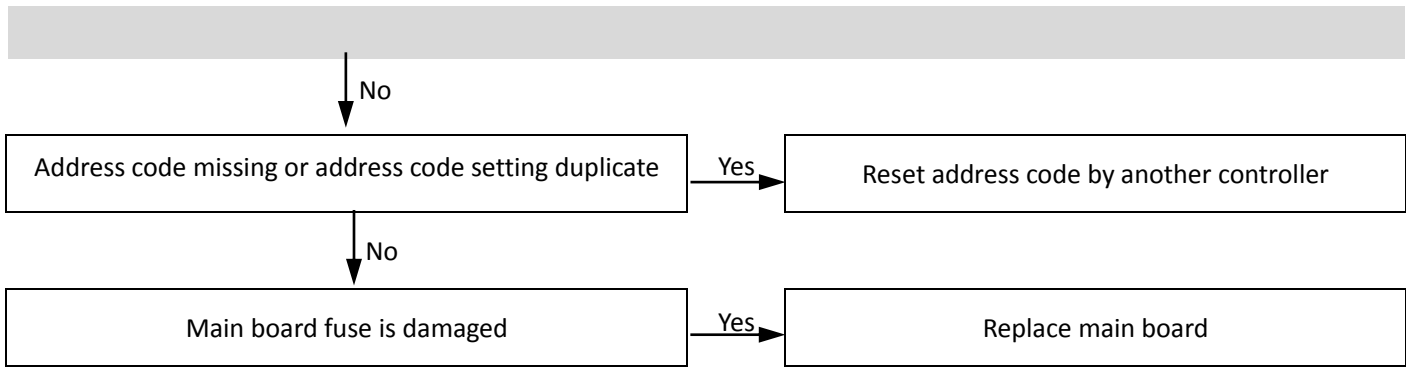 No
Address code missing or address code setting duplicate
Yes
Reset address code by another controller
No
Main board fuse is damaged
Yes
Replace main board